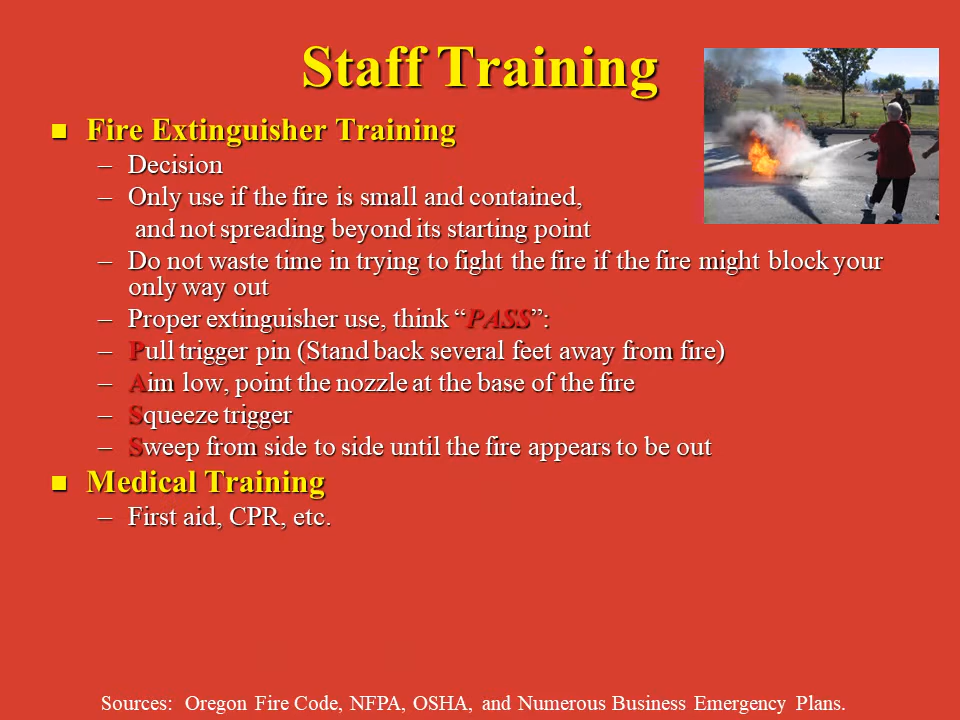 Staff Training
■ Fire Extinguisher Training
– Decision
– Only use if the fire is small and contained,
and not spreading beyond its starting point
– Do not waste time in trying to fight the fire if the fire might block your
only way out
– Proper extinguisher use, think “PASS”:
– Pull trigger pin (Stand back several feet away from fire)
– Aim low, point the nozzle at the base of the fire
– Squeeze trigger
– Sweep from side to side until the fire appears to be out
■ Medical Training
– First aid, CPR, etc.
Sources: Oregon Fire Code, NFPA, OSHA, and Numerous Business Emergency Plans.